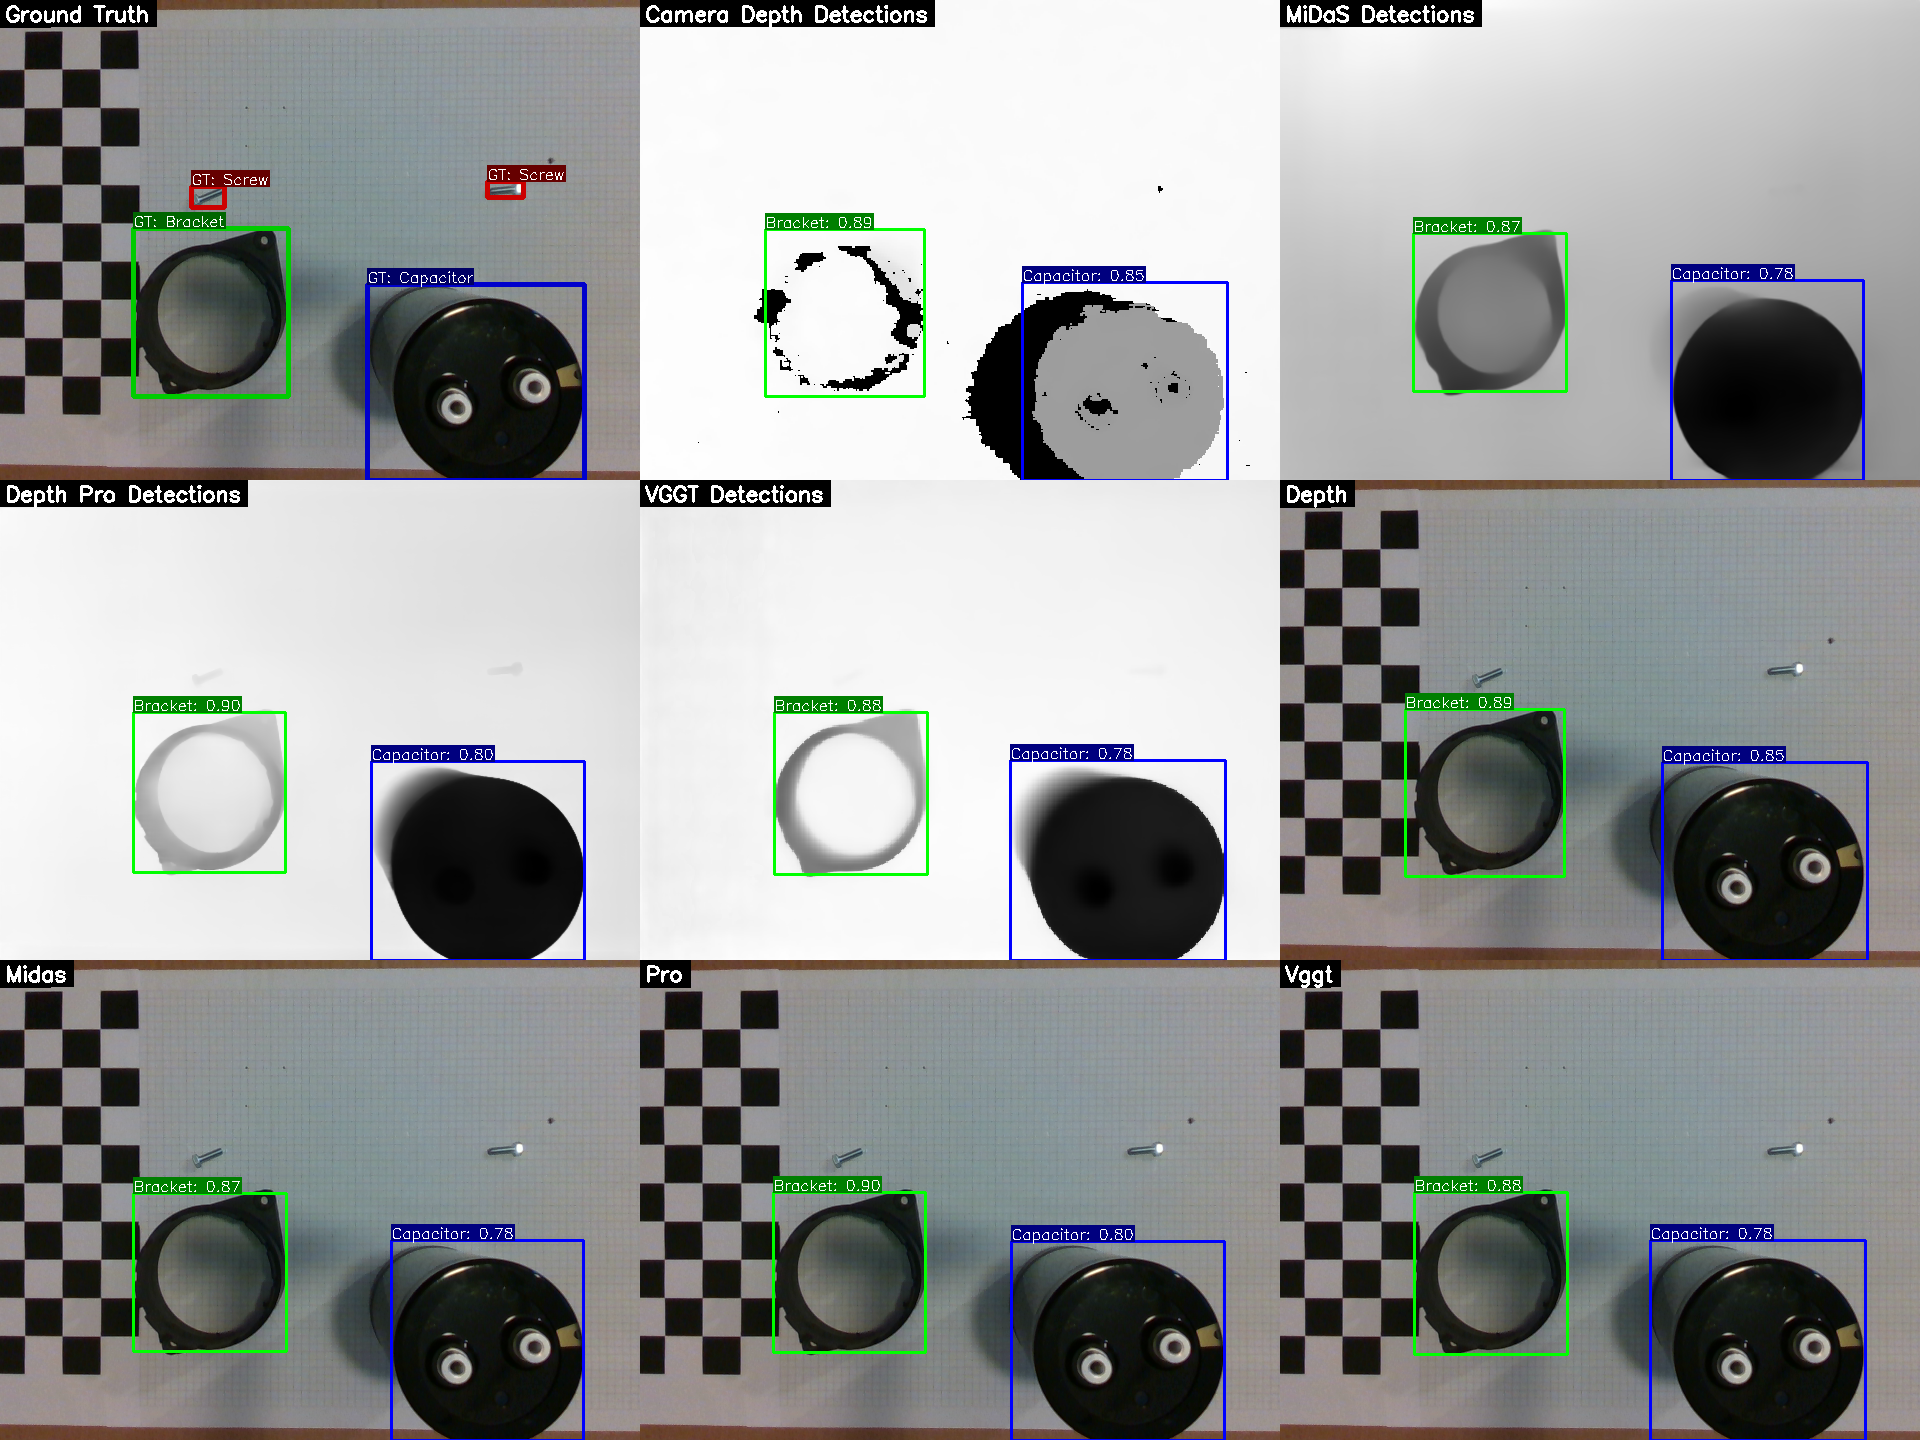 Ground Truth
GT: Screw
GT: Screw
GT: Bracket
GT: Capacitor
Camera Depth Detections
Bracket: 0.89
Capacitor: 0.85
MiDaS Detections
Bracket: 0.87
Capacitor: 0.78
Depth Pro Detections
Bracket: 0.90
Capacitor: 0.80
VGGT Detections
Bracket: 0.88
Capacitor: 0.78
Depth
Bracket: 0.89
Capacitor: 0.85
Midas
Bracket: 0.87
Capacitor: 0.78
Pro
Bracket: 0.90
Capacitor: 0.80
Vggt
Bracket: 0.88
Capacitor: 0.78